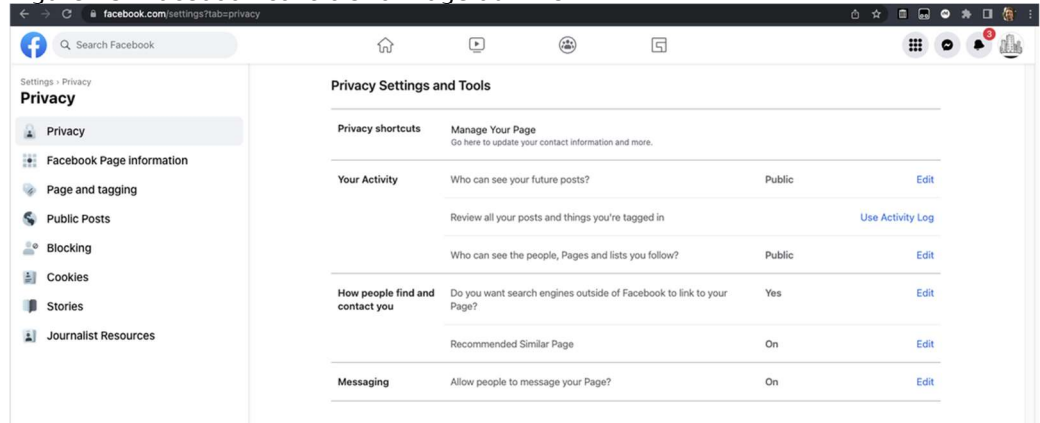 facebook.com/settings?tab=privacy
Search Facebook
3
Settings › Privacy
Privacy
Privacy
Facebook Page information
Page and tagging
Public Posts
Blocking
Cookies
Stories
Journalist Resources
Privacy Settings and Tools
Privacy shortcuts
Manage Your Page
Go here to update your contact information and more.
Your Activity
Who can see your future posts?
Public
Edit
Review all your posts and things you're tagged in
Use Activity Log
Who can see the people, Pages and lists you follow?
Public
Edit
How people find and
contact you
Do you want search engines outside of Facebook to link to your
Page?
Yes
Edit
Recommended Similar Page
On
Edit
Messaging
Allow people to message your Page?
On
Edit